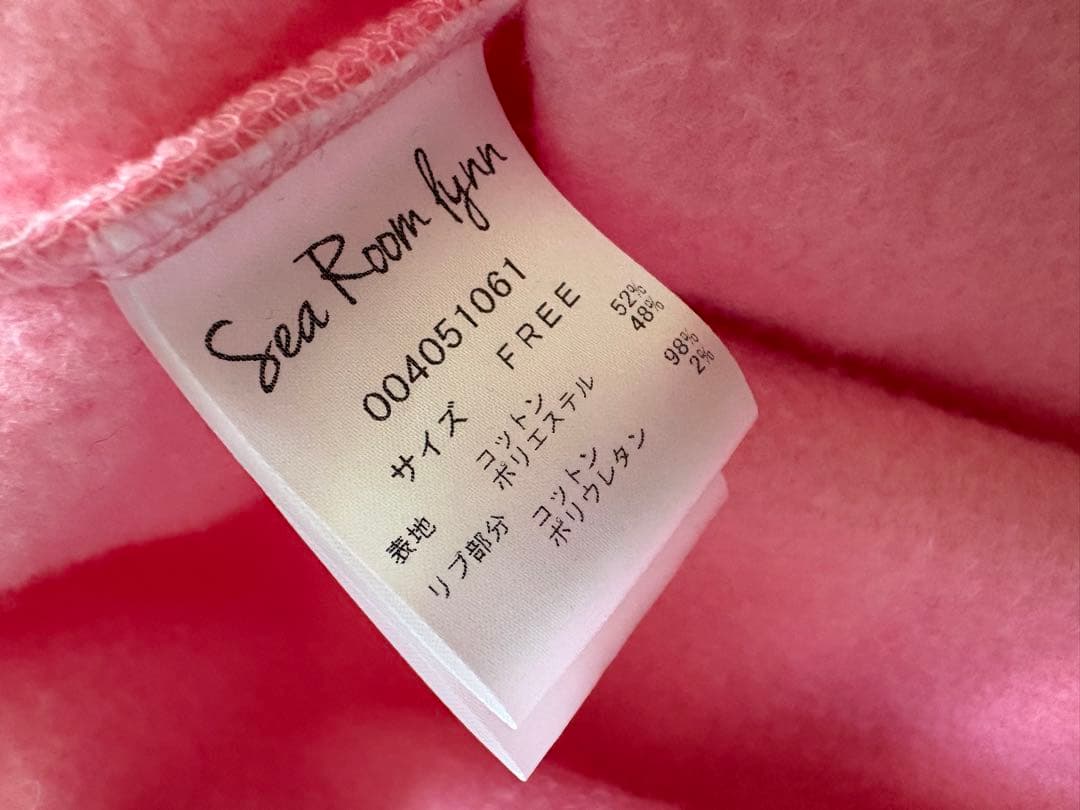 Sea Room lynn
004051061
サイズ FREE
表地 コットン 52%
ポリエステル 48%
リブ部分 コットン 98%
ポリウレタン 2%